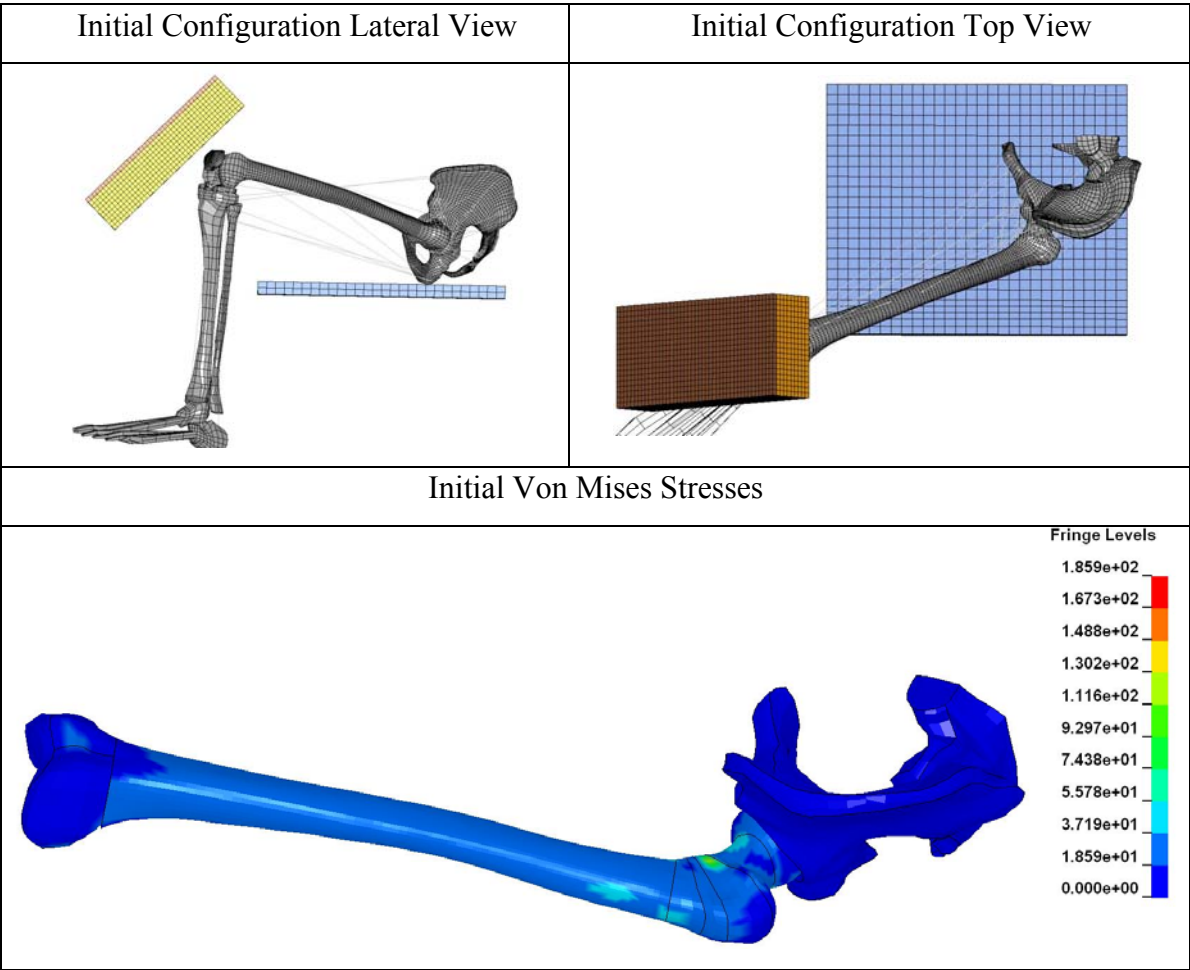 Initial Configuration Lateral View
Initial Configuration Top View
Initial Von Mises Stresses
Fringe Levels
1.859e+02
1.673e+02
1.488e+02
1.302e+02
1.116e+02
9.297e+01
7.438e+01
5.578e+01
3.719e+01
1.859e+01
0.000e+00